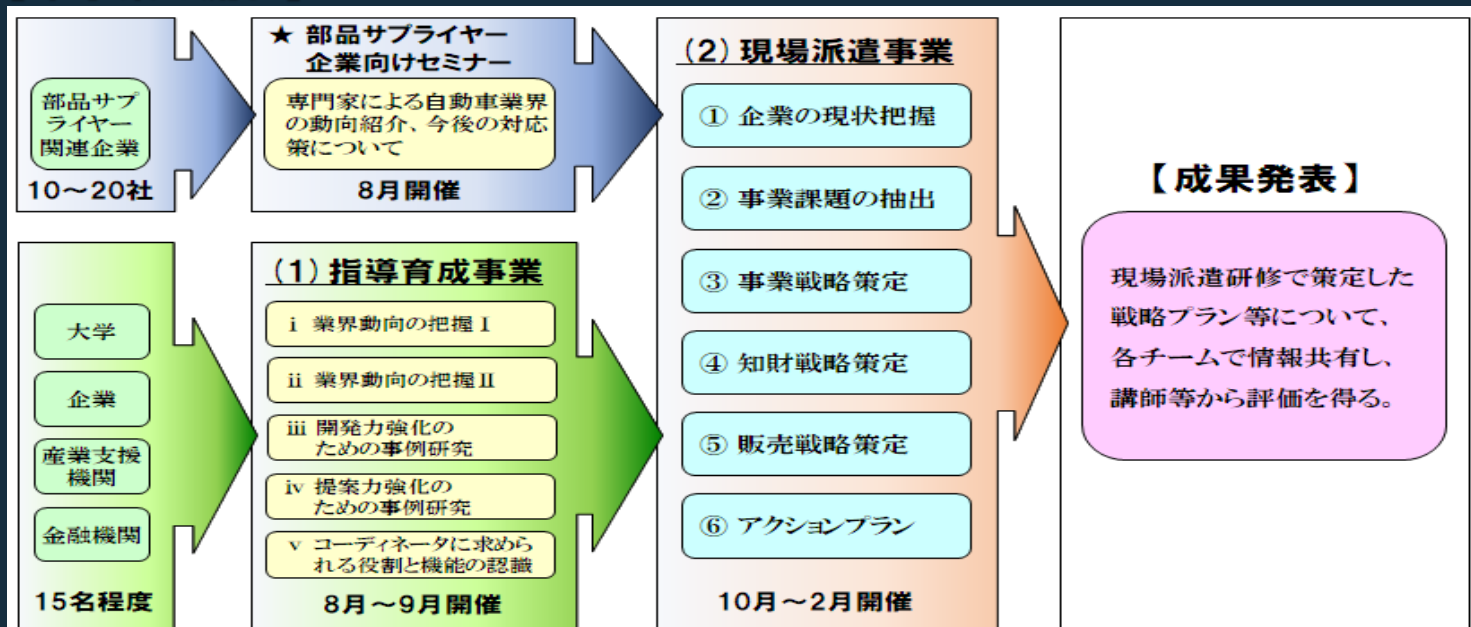 部品サプ
ライヤー
関連企業
10～20社
★ 部品サプライヤー
企業向けセミナー
専門家による自動車業界
の動向紹介、今後の対応
策について
8月開催
大学
企業
産業支援
機関
金融機関
15名程度
(1)指導育成事業
ⅰ 業界動向の把握Ⅰ
ⅱ 業界動向の把握Ⅱ
ⅲ 開発力強化の
ための事例研究
ⅳ 提案力強化の
ための事例研究
ⅴ コーディネータに求めら
れる役割と機能の認識
8月～9月開催
(2)現場派遣事業
① 企業の現状把握
② 事業課題の抽出
③ 事業戦略策定
④ 知財戦略策定
⑤ 販売戦略策定
⑥ アクションプラン
10月～2月開催
【成果発表】
現場派遣研修で策定した
戦略プラン等について、
各チームで情報共有し、
講師等から評価を得る。